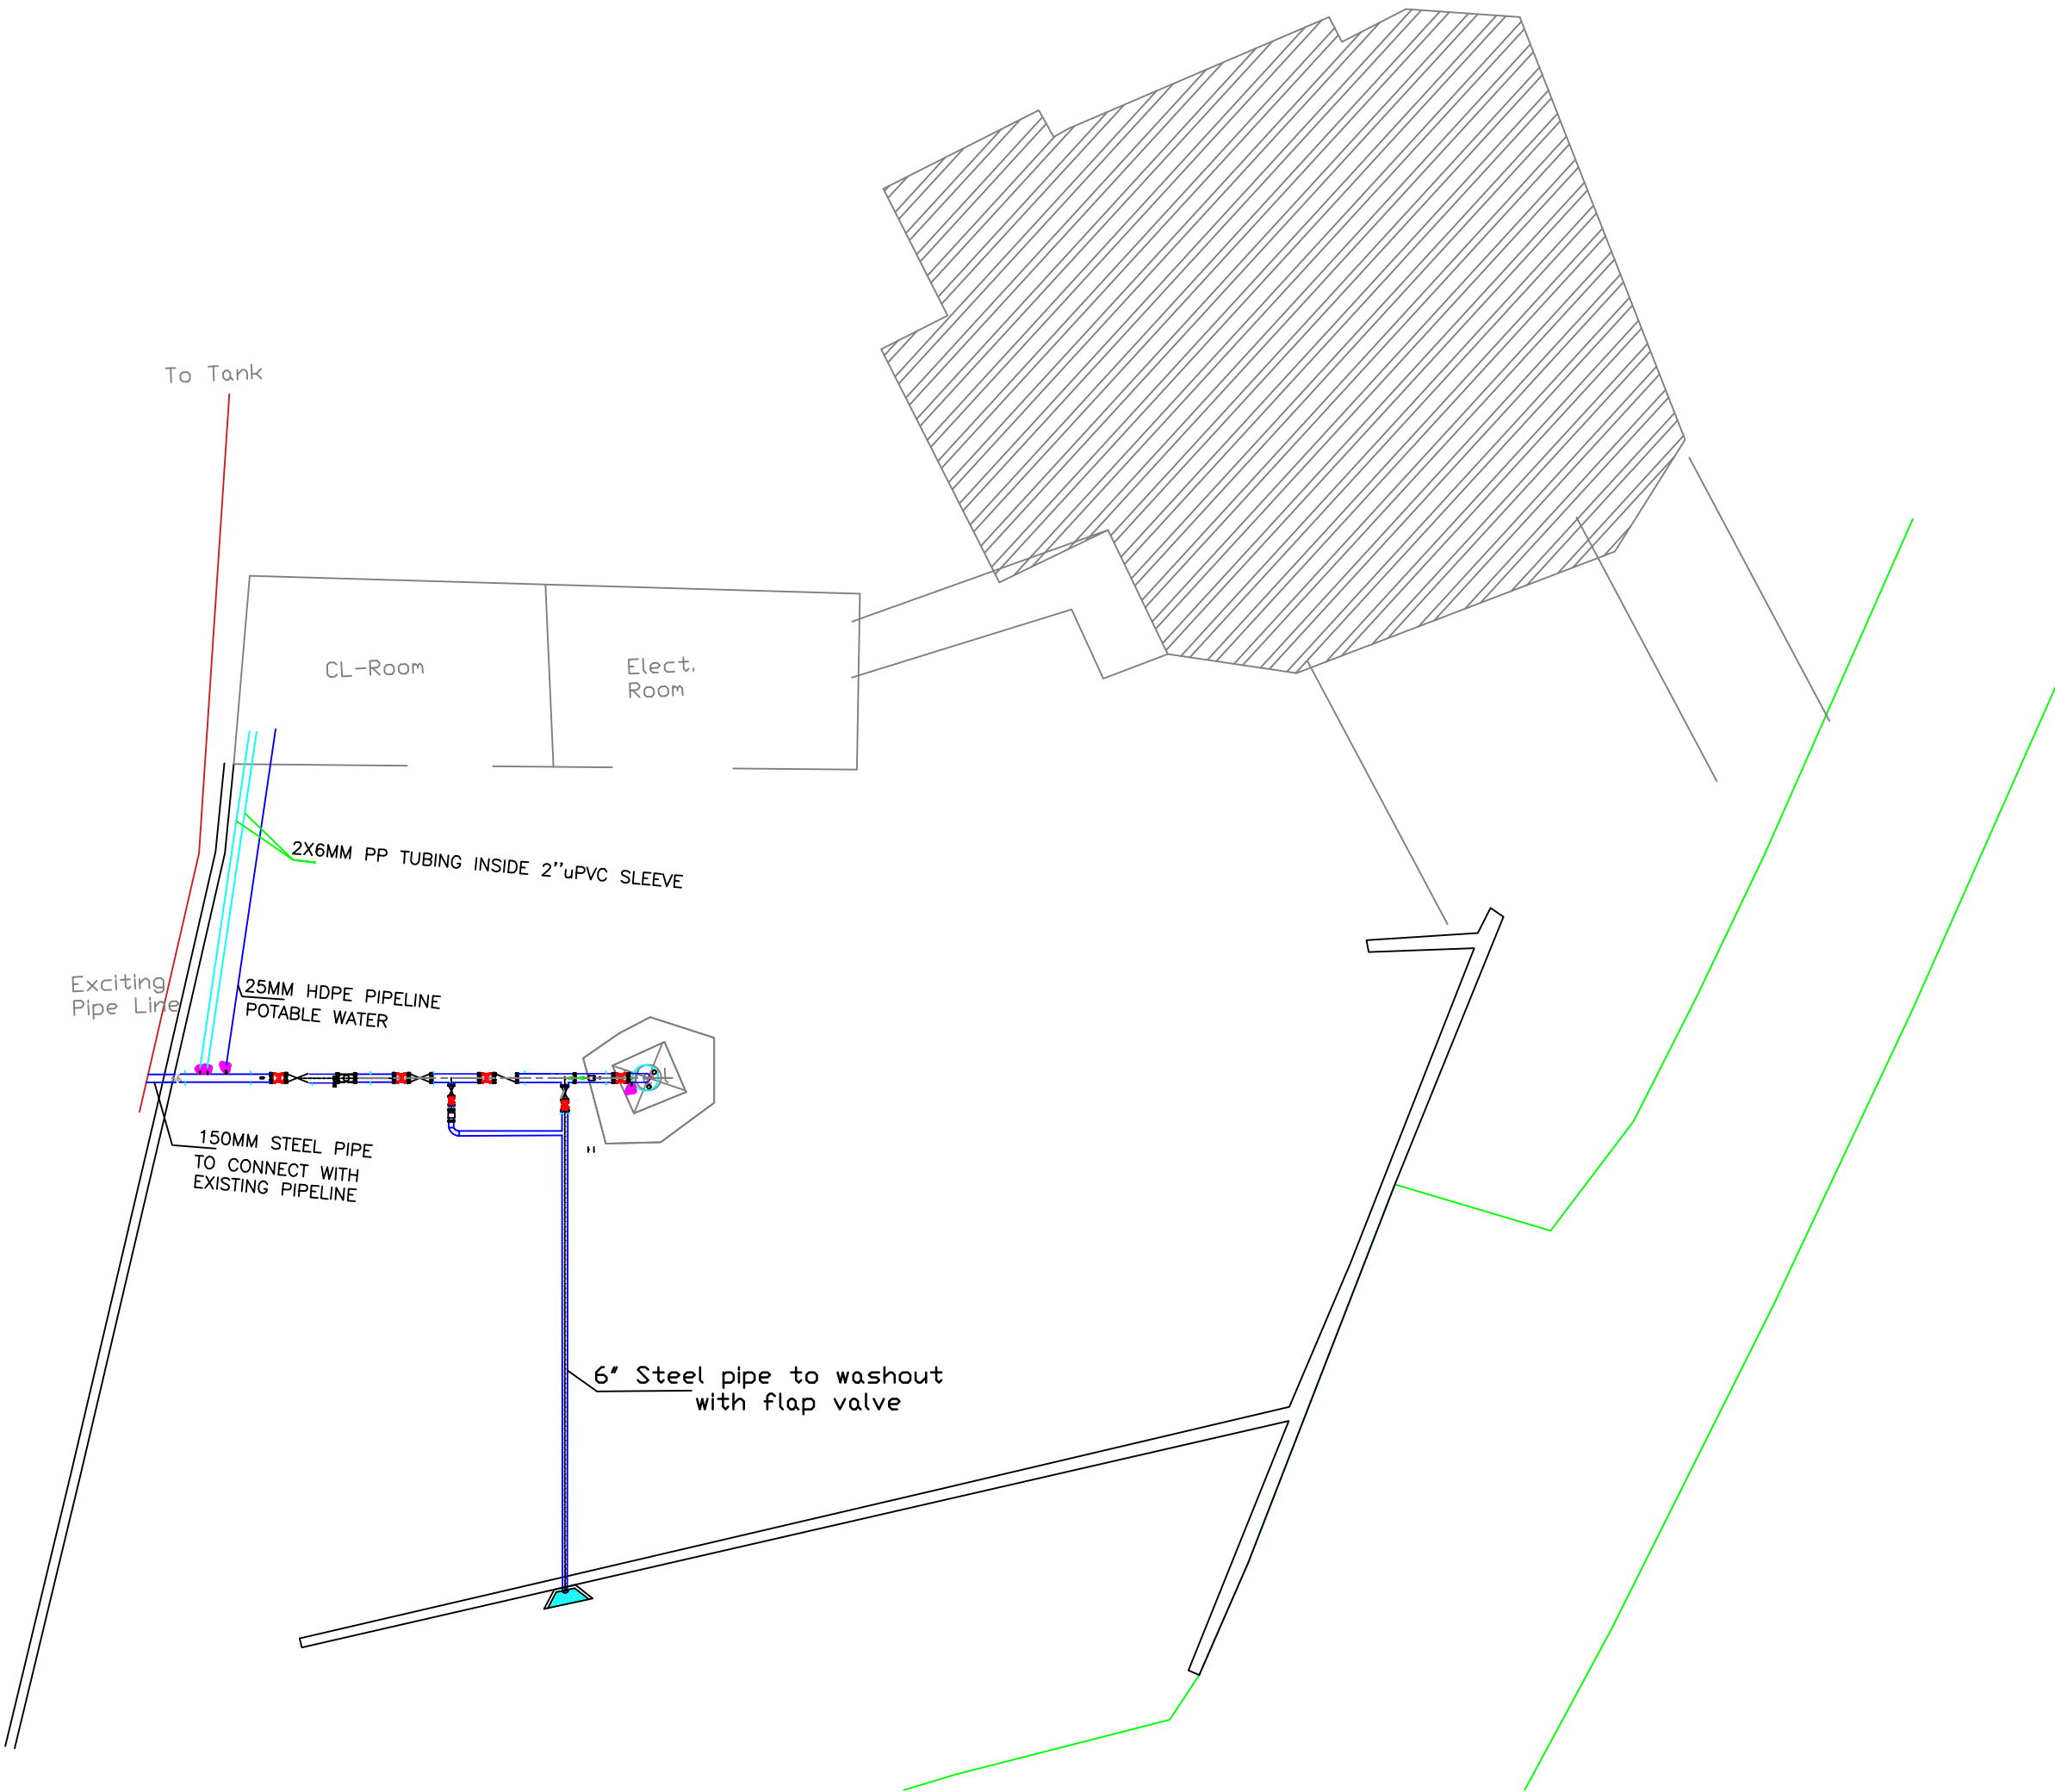 To Tank
CL-Room
Elect.
Room
2X6MM PP TUBING INSIDE 2''uPVC SLEEVE
Exciting
Pipe Line
25MM HDPE PIPELINE
POTABLE WATER
150MM STEEL PIPE
TO CONNECT WITH
EXISTING PIPELINE
6" Steel pipe to washout
with flap valve